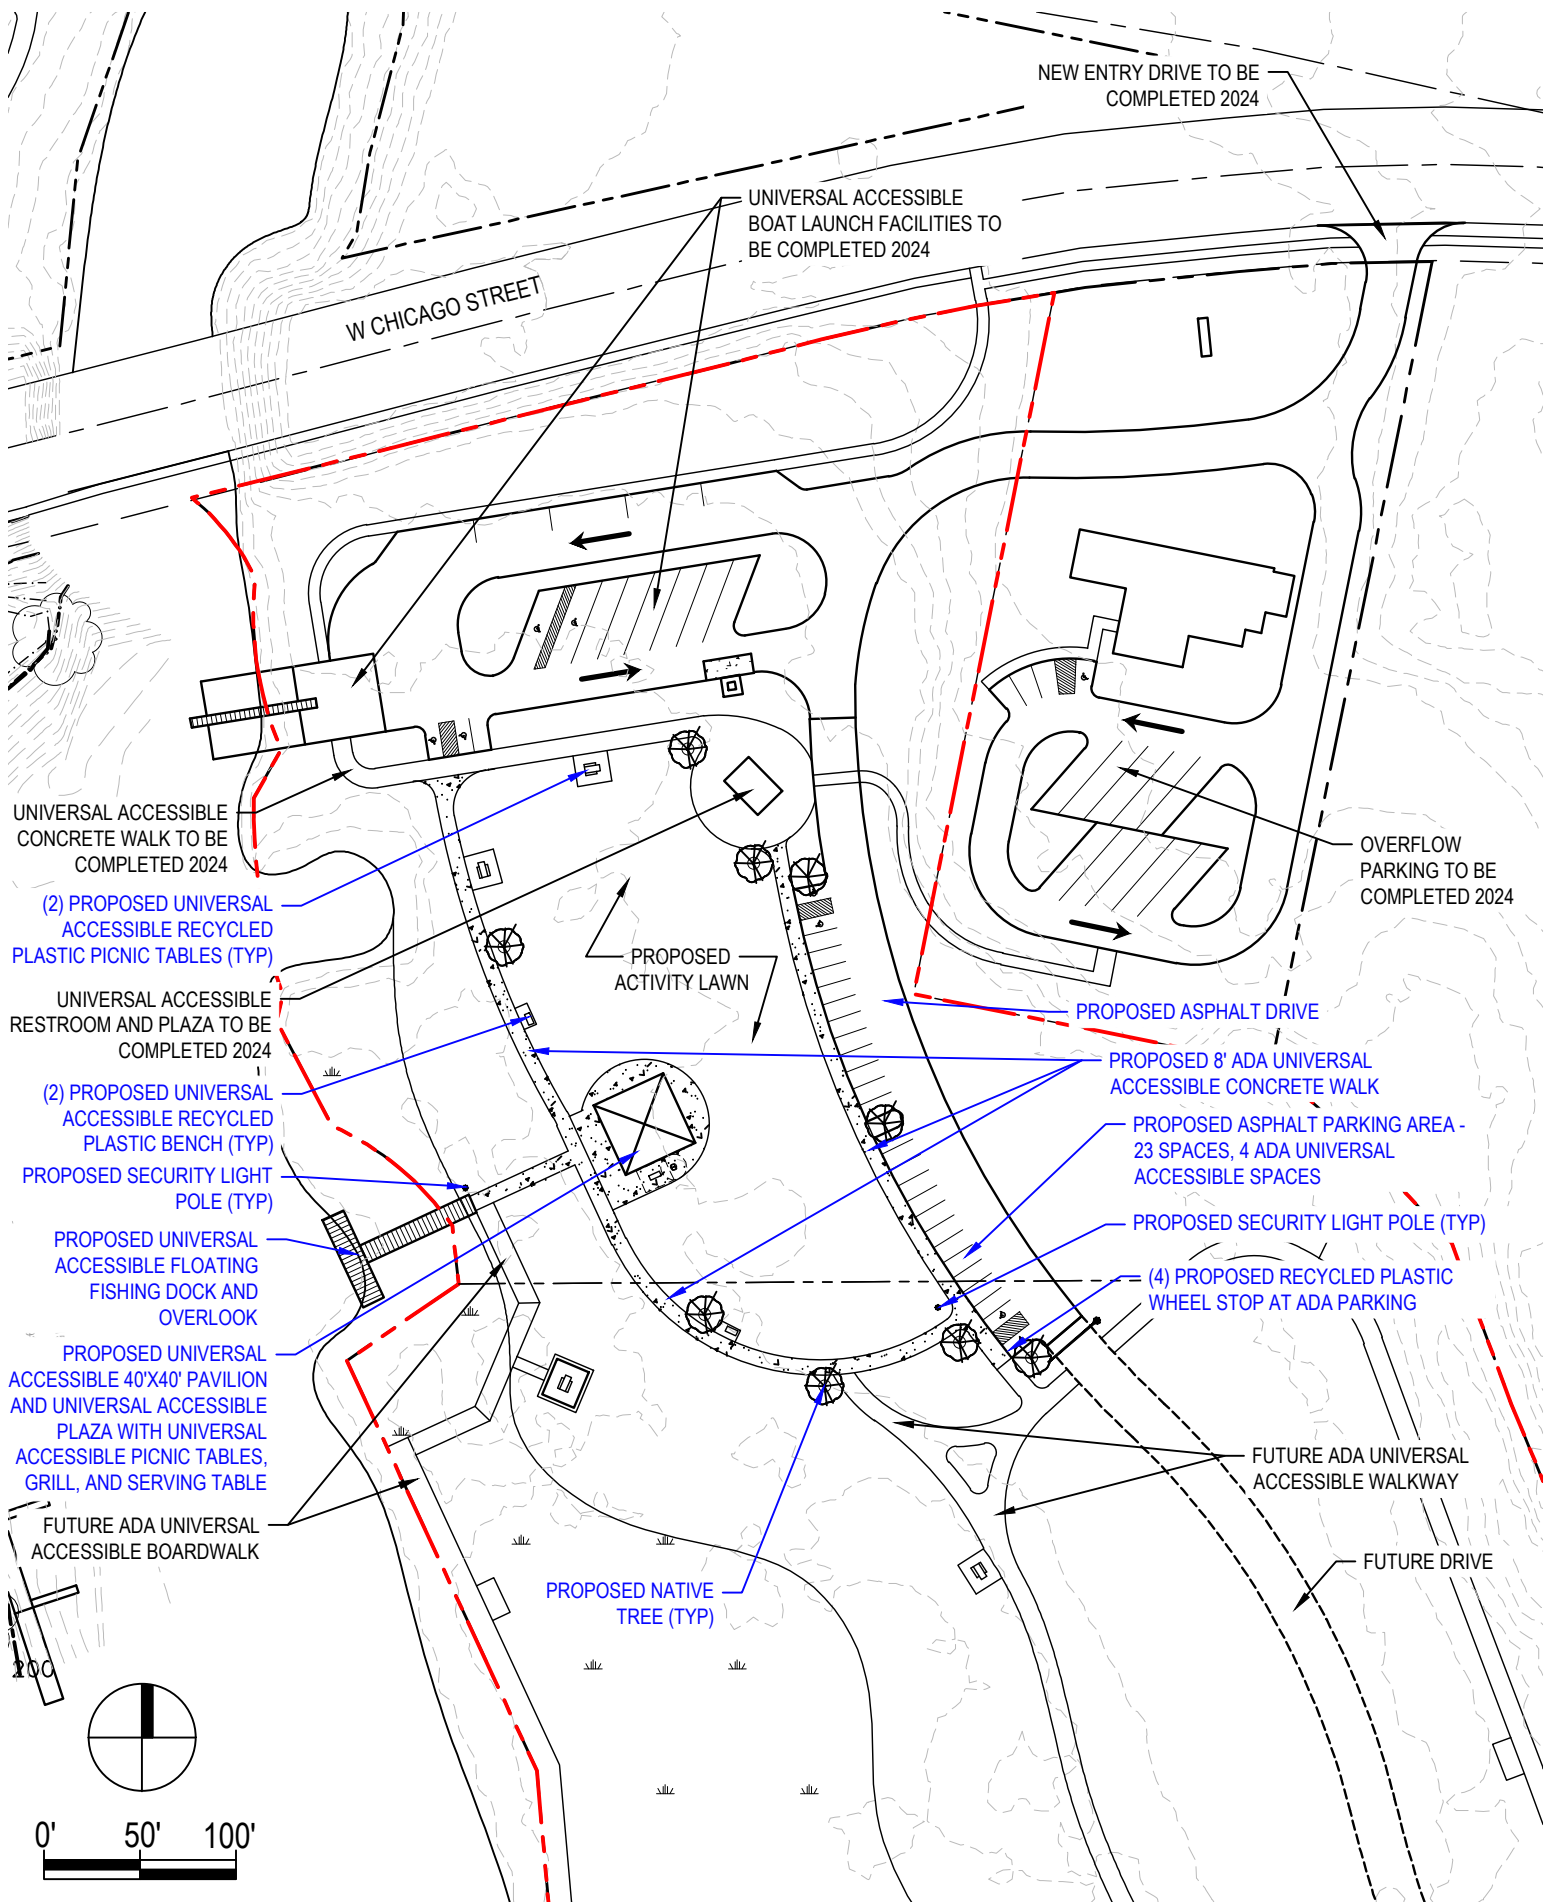 NEW ENTRY DRIVE TO BE
COMPLETED 2024
UNIVERSAL ACCESSIBLE
BOAT LAUNCH FACILITIES TO
BE COMPLETED 2024
W CHICAGO STREET
UNIVERSAL ACCESSIBLE
CONCRETE WALK TO BE
COMPLETED 2024
(2) PROPOSED UNIVERSAL
ACCESSIBLE RECYCLED
PLASTIC PICNIC TABLES (TYP)
UNIVERSAL ACCESSIBLE
RESTROOM AND PLAZA TO BE
COMPLETED 2024
(2) PROPOSED UNIVERSAL
ACCESSIBLE RECYCLED
PLASTIC BENCH (TYP)
PROPOSED SECURITY LIGHT
POLE (TYP)
PROPOSED UNIVERSAL
ACCESSIBLE FLOATING
FISHING DOCK AND
OVERLOOK
PROPOSED UNIVERSAL
ACCESSIBLE 40'X40' PAVILION
AND UNIVERSAL ACCESSIBLE
PLAZA WITH UNIVERSAL
ACCESSIBLE PICNIC TABLES,
GRILL, AND SERVING TABLE
FUTURE ADA UNIVERSAL
ACCESSIBLE BOARDWALK
PROPOSED
ACTIVITY LAWN
OVERFLOW
PARKING TO BE
COMPLETED 2024
PROPOSED ASPHALT DRIVE
PROPOSED 8' ADA UNIVERSAL
ACCESSIBLE CONCRETE WALK
PROPOSED ASPHALT PARKING AREA -
23 SPACES, 4 ADA UNIVERSAL
ACCESSIBLE SPACES
PROPOSED SECURITY LIGHT POLE (TYP)
(4) PROPOSED RECYCLED PLASTIC
WHEEL STOP AT ADA PARKING
FUTURE ADA UNIVERSAL
ACCESSIBLE WALKWAY
FUTURE DRIVE
PROPOSED NATIVE
TREE (TYP)
200
0' 50' 100'